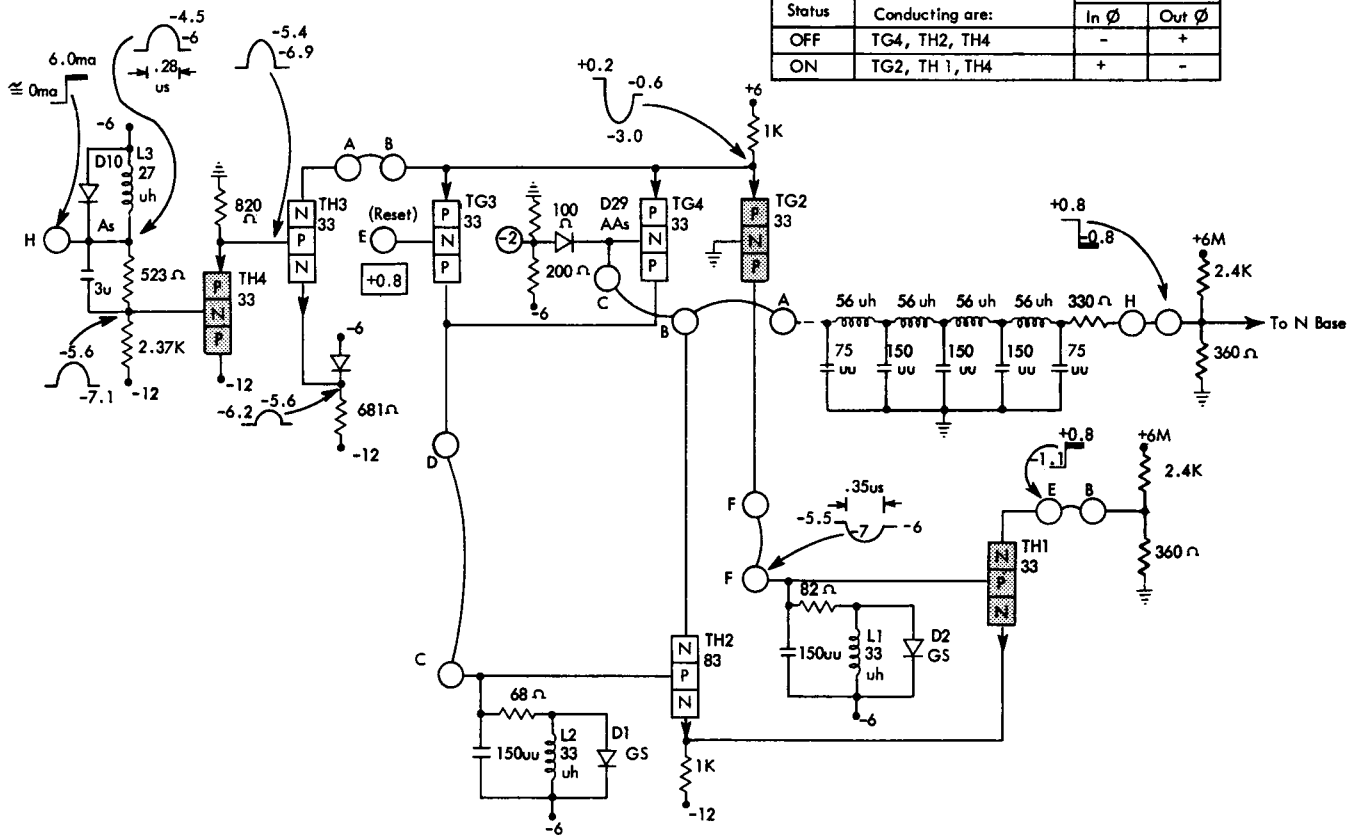 Status Conducting are: In Ø Out Ø
OFF TG4, TH2, TH4 - +
ON TG2, TH 1, TH4 + -
-4.5
-6
.28
us
6.0ma
≅ 0ma
-5.4
-6.9
+0.2
-0.6
-3.0
+6
1K
-6
D10
L3
27
uh
H
As
3u
523 Ω
2.37K
-12
-5.6
-7.1
820
Ω
TH4
33
P
N
P
-12
TH3
33
N
P
N
A B
-6
-6.2 -5.6
681Ω
-12
(Reset)
E
+0.8
TG3
33
P
N
P
-2
100
Ω
200 Ω
-6
D29
AAs
C
TG4
33
P
N
P
TG2
33
P
N
P
B
A
56 uh 56 uh 56 uh 56 uh 330Ω H
75
uu
150
uu
150
uu
150
uu
75
uu
+0.8
-0.8
+6M
2.4K
To N Base
360 Ω
D
C
F
F
.35us
-5.5 -7 -6
+0.8
-1.1
E B
+6M
2.4K
360 Ω
TH1
33
N
P
N
82
Ω
150uu
L1
33
uh
D2
GS
-6
TH2
83
N
P
N
68 Ω
150uu
L2
33
uh
D1
GS
-6
1K
-12